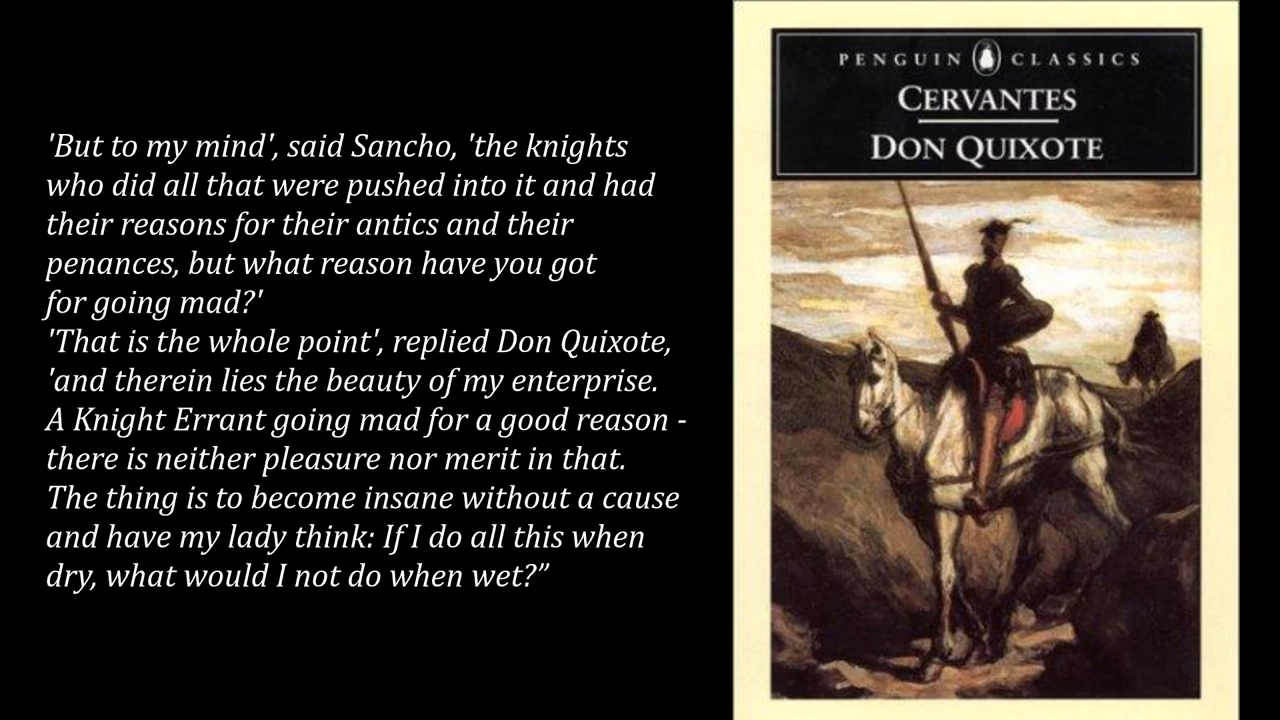 'But to my mind', said Sancho, 'the knights
who did all that were pushed into it and had
their reasons for their antics and their
penances, but what reason have you got
for going mad?'
'That is the whole point', replied Don Quixote,
'and therein lies the beauty of my enterprise.
A Knight Errant going mad for a good reason -
there is neither pleasure nor merit in that.
The thing is to become insane without a cause
and have my lady think: If I do all this when
dry, what would I not do when wet?”
PENGUIN CLASSICS
CERVANTES
DON QUIXOTE